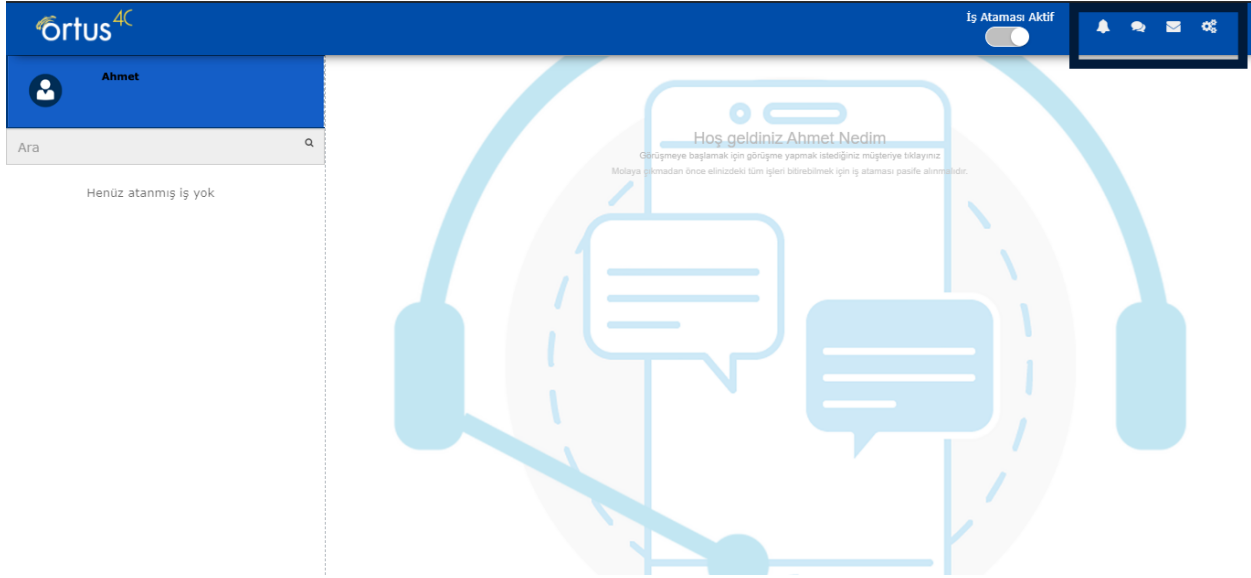 örtus 4C
İş Ataması Aktif
Ahmet
Ara
Henüz atanmış iş yok
Hoş geldiniz Ahmet Nedim
Görüşmeye başlamak için görüşme yapmak istediğiniz müşteriye tıklayınız
Molaya çıkmadan önce elinizdeki tüm işleri bitirebilmek için iş ataması pasife alınmalıdır.